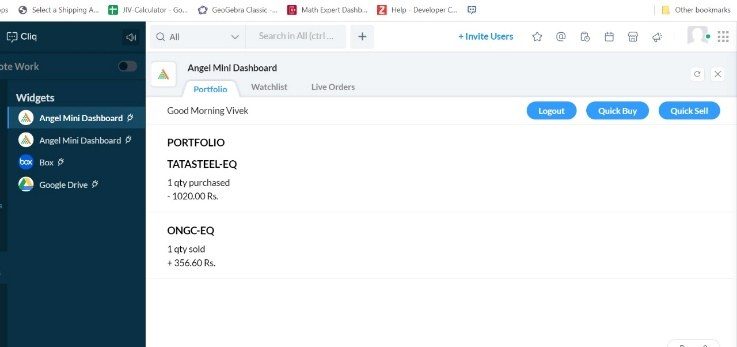 ps
Select a Shipping A...
JIV-Calculator - Go...
GeoGebra Classic -...
Math Expert Dashb...
Help - Developer C...
Other bookmarks
Cliq
All
Search in All (ctrl ...
+
+ Invite Users
ote Work
Angel MIni Dashboard
Portfolio
Watchlist
Live Orders
Widgets
Angel Mini Dashboard
Angel Mini Dashboard
box
Box
Google Drive
Good Morning Vivek
Logout
Quick Buy
Quick Sell
PORTFOLIO
TATASTEEL-EQ
1 qty purchased
- 1020.00 Rs.
ONGC-EQ
1 qty sold
+ 356.60 Rs.